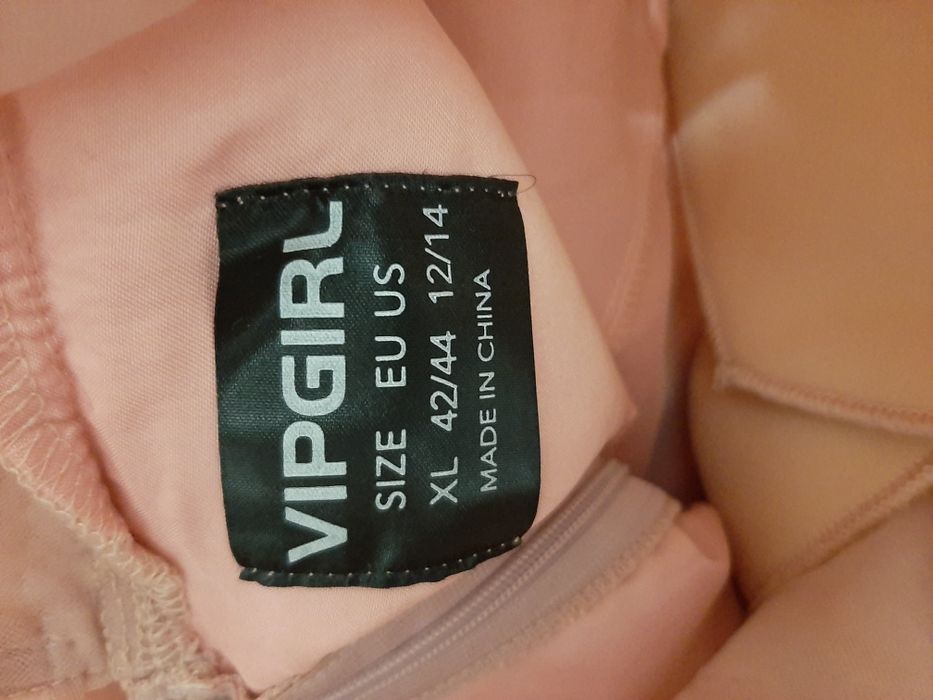 VIPGIRL
SIZE EU US
XL 42/44 12/14
MADE IN CHINA